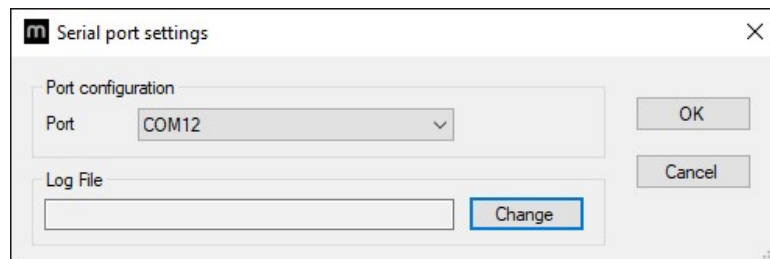 m Serial port settings
Port configuration
Port COM12
OK
Cancel
Log File
Change